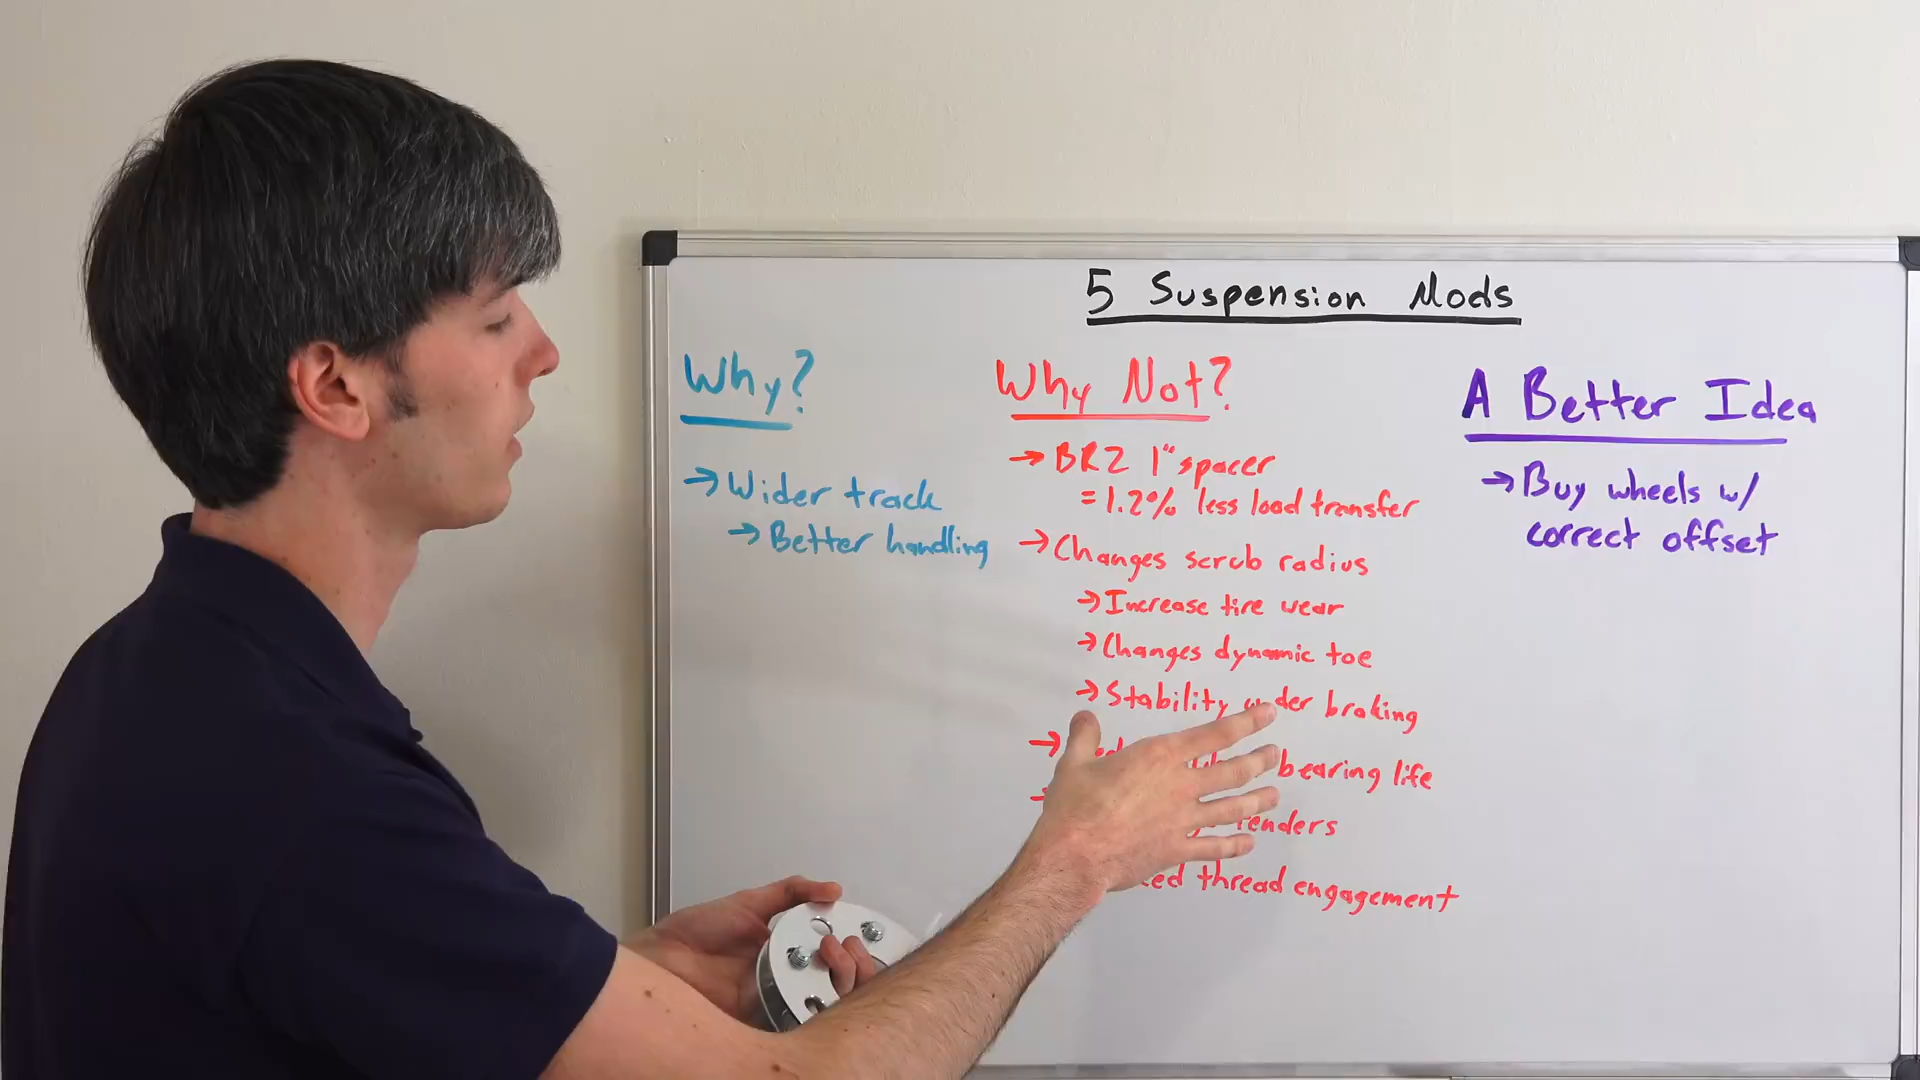 5 Suspension Mods
Why?
→ Wider track
→ Better handling
Why Not?
→ BRZ 1" spacer
= 1.2% less load transfer
→ Changes scrub radius
→ Increase tire wear
→ Changes dynamic toe
→ Stability under braking
→ bearing life
fenders
thread engagement
A Better Idea
→ Buy wheels w/
correct offset